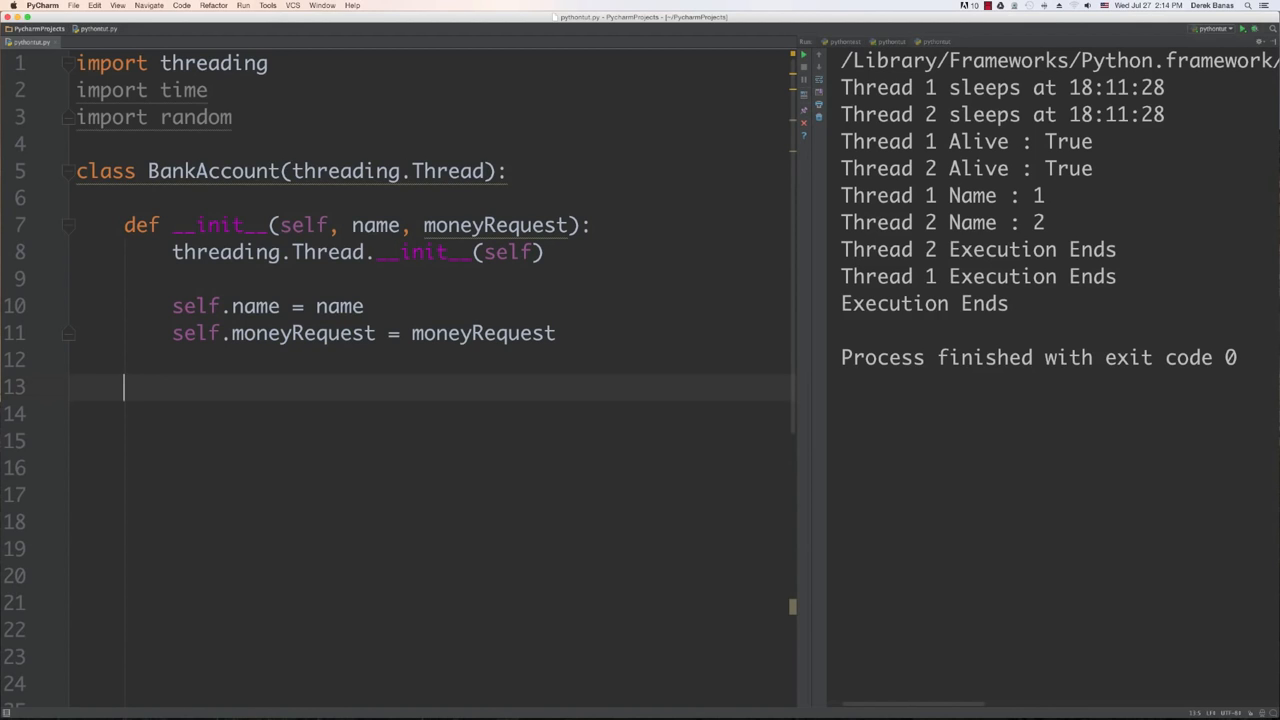 PyCharm File Edit View Navigate Code Refactor Run Tools VCS Window Help
10 Wed Jul 27 2:14 PM Derek Banas
pythontut.py - PyCharmProjects - [~/PycharmProjects]
PycharmProjects pythontut.py pythontut
pythontut.py
Run: pythontest pythontut pythontut
1 import threading
2 import time
3 import random
4
5 class BankAccount(threading.Thread):
6
7 def __init__(self, name, moneyRequest):
8 threading.Thread.__init__(self)
9
10 self.name = name
11 self.moneyRequest = moneyRequest
12
13
14
15
16
17
18
19
20
21
22
23
24
/Library/Frameworks/Python.framework/
Thread 1 sleeps at 18:11:28
Thread 2 sleeps at 18:11:28
Thread 1 Alive : True
Thread 2 Alive : True
Thread 1 Name : 1
Thread 2 Name : 2
Thread 2 Execution Ends
Thread 1 Execution Ends
Execution Ends
Process finished with exit code 0
13:5 LF÷ UTF-8÷